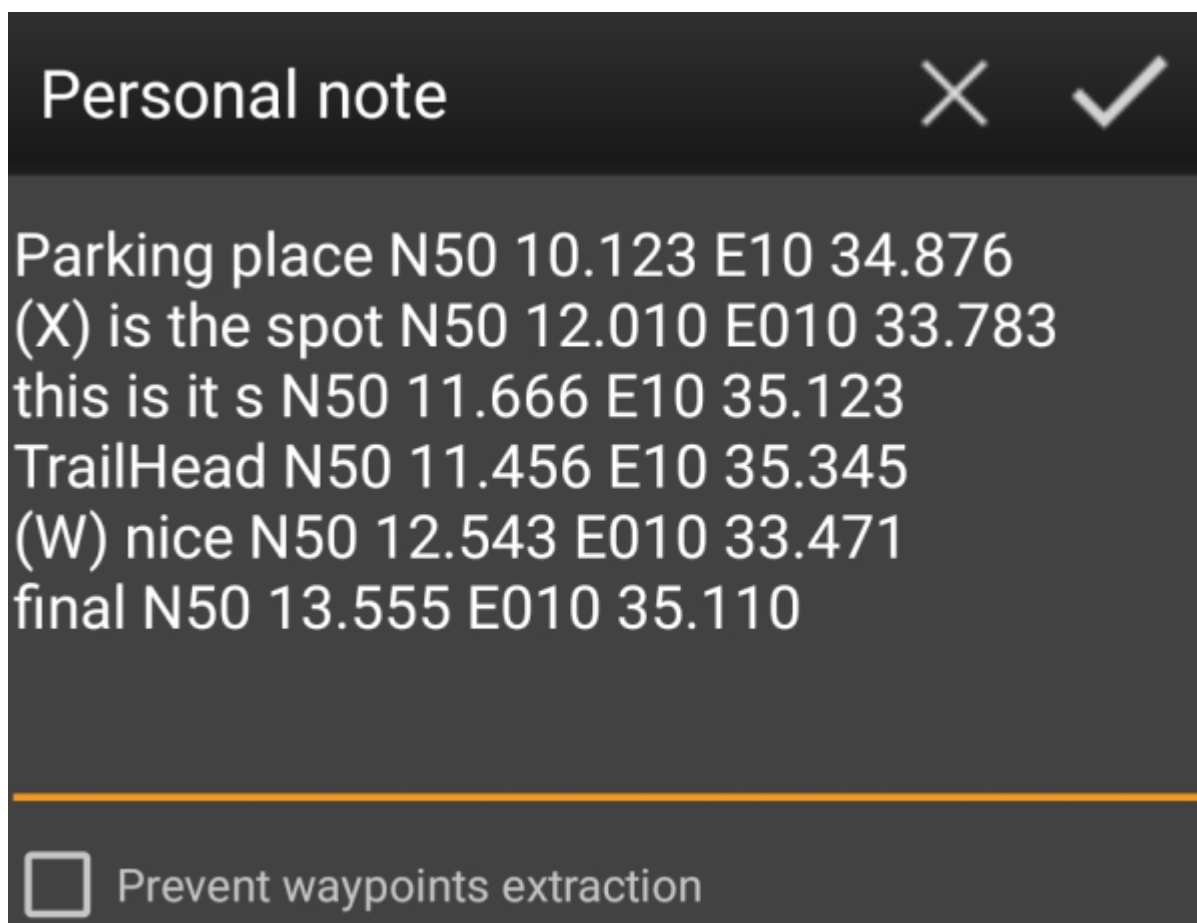 Personal note
Parking place N50 10.123 E10 34.876
(X) is the spot N50 12.010 E010 33.783
this is it s N50 11.666 E10 35.123
TrailHead N50 11.456 E10 35.345
(W) nice N50 12.543 E010 33.471
final N50 13.555 E010 35.110
Prevent waypoints extraction